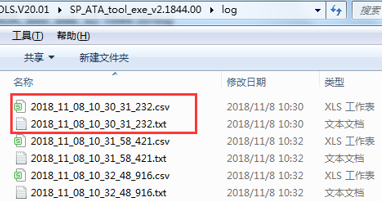 OLS.V20.01 ▸ SP_ATA_tool_exe_v2.1844.00 ▸ log
搜索
工具(T) 帮助(H)
共享 新建文件夹
名称 修改日期 类型
2018_11_08_10_30_31_232.csv 2018/11/8 10:30 XLS 工作表
2018_11_08_10_30_31_232.txt 2018/11/8 10:30 文本文档
2018_11_08_10_31_58_421.csv 2018/11/8 10:32 XLS 工作表
2018_11_08_10_31_58_421.txt 2018/11/8 10:32 文本文档
2018_11_08_10_32_48_916.csv 2018/11/8 10:32 XLS 工作表
2018_11_08_10_32_48_916.txt 2018/11/8 10:32 文本文档